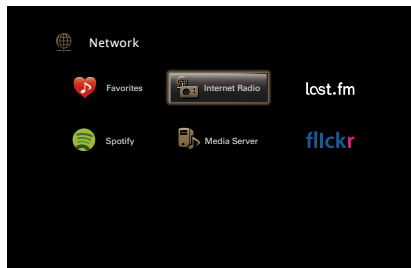 Network
Favorites
Internet Radio
last.fm
Spotify
Media Server
flickr